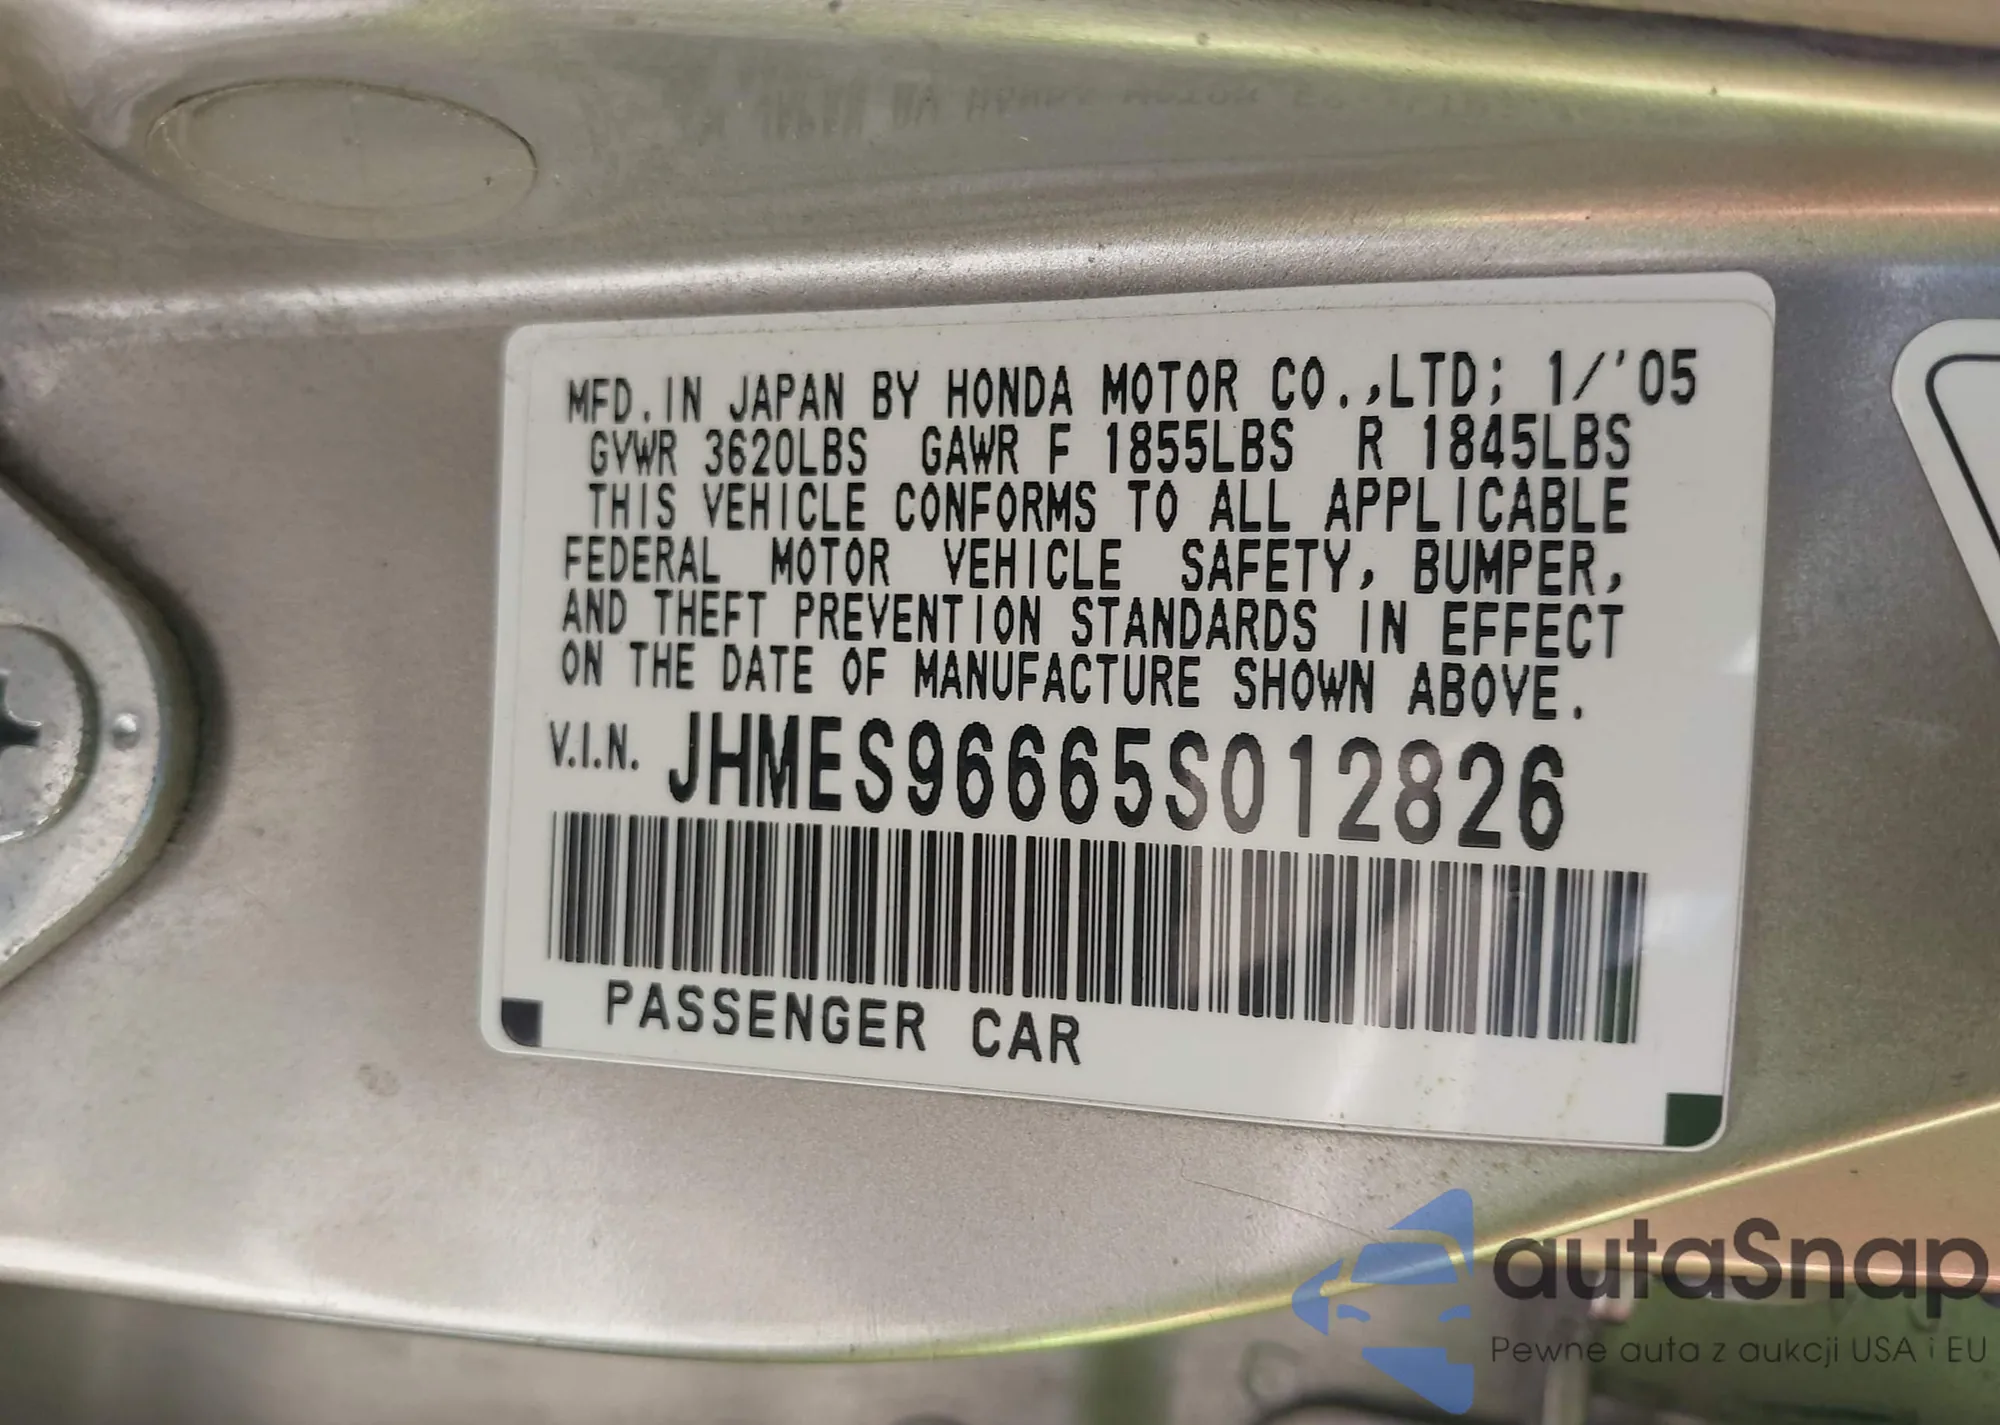 MFD. IN JAPAN BY HONDA MOTOR CO.,LTD; 1/'05
GVWR 3620LBS GAWR F 1855LBS R 1845LBS
THIS VEHICLE CONFORMS TO ALL APPLICABLE
FEDERAL MOTOR VEHICLE SAFETY, BUMPER,
AND THEFT PREVENTION STANDARDS IN EFFECT
ON THE DATE OF MANUFACTURE SHOWN ABOVE.
V.I.N. JHMES96665S012826
PASSENGER CAR
autaSnap
Pewne auta z aukcji USA i EU